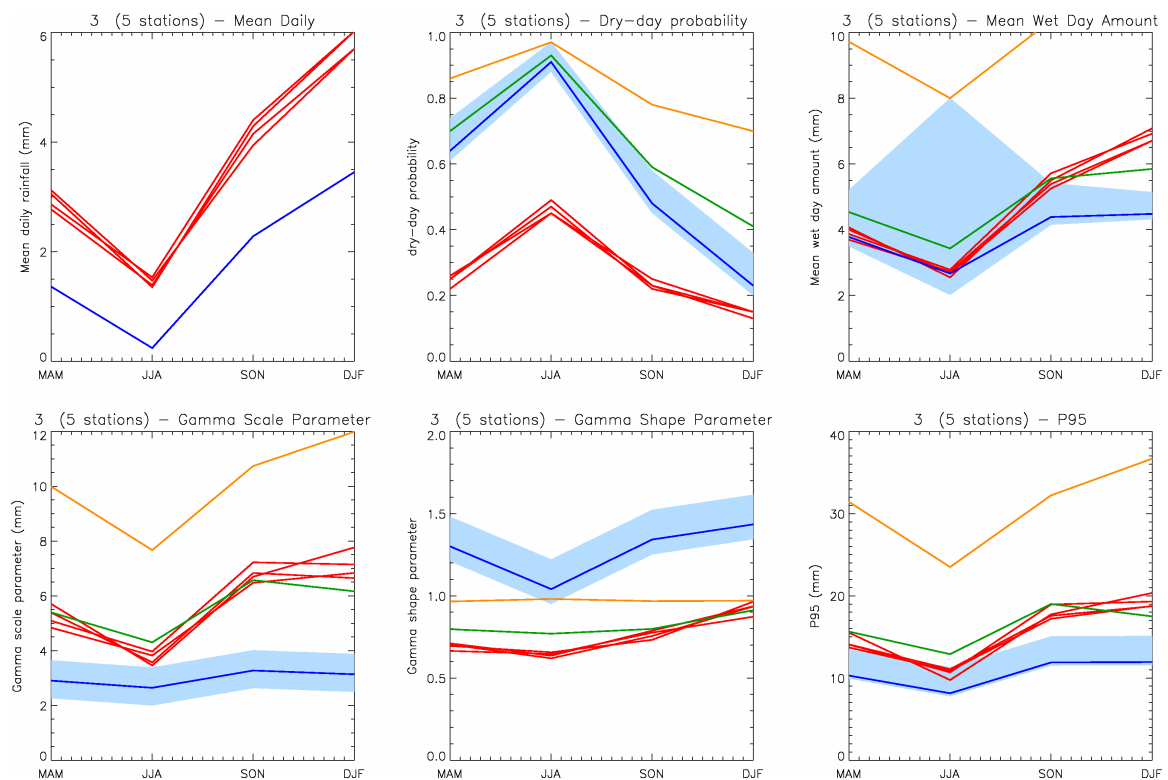 3 (5 stations) – Mean Daily
6
4
2
0
Mean daily rainfall (mm)
MAM JJA SON DJF
3 (5 stations) – Dry-day probability
1.0
0.8
0.6
0.4
0.2
0.0
dry-day probability
MAM JJA SON DJF
3 (5 stations) – Mean Wet Day Amount
10
8
6
4
2
0
Mean wet day amount (mm)
MAM JJA SON DJF
3 (5 stations) – Gamma Scale Parameter
12
10
8
6
4
2
0
Gamma scale parameter (mm)
MAM JJA SON DJF
3 (5 stations) – Gamma Shape Parameter
2.0
1.5
1.0
0.5
0.0
Gamma shape parameter
MAM JJA SON DJF
3 (5 stations) – P95
40
30
20
10
0
P95 (mm)
MAM JJA SON DJF